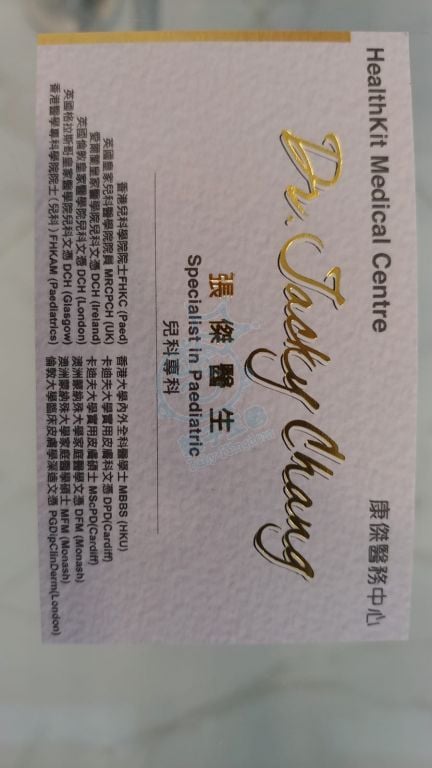 HealthKit Medical Centre
康傑醫務中心
Dr. Jacky Chang
張傑醫生
Specialist in Paediatric
兒科專科
香港兒科學院院士FHKC (Paed)
英國皇家兒科醫學院院員 MRCPCH (UK)
愛爾蘭皇家醫學院兒科文憑 DCH (Ireland)
英國倫敦皇家醫學院兒科文憑 DCH (London)
英國格拉斯哥皇家醫學院兒科文憑 DCH (Glasgow)
香港醫學專科學院院士 (兒科) FHKAM (Paediatrics)
香港大學內外全科醫學士 MBBS (HKU)
卡迪夫大學實用皮膚科文憑 DPD(Cardiff)
卡迪夫大學實用皮膚碩士 MScPD(Cardiff)
澳洲蒙納殊大學家庭醫學文憑 DFM (Monash)
澳洲蒙納殊大學家庭醫學碩士 MFM (Monash)
倫敦大學臨床皮膚學深造文憑 PGDipClinDerm(London)